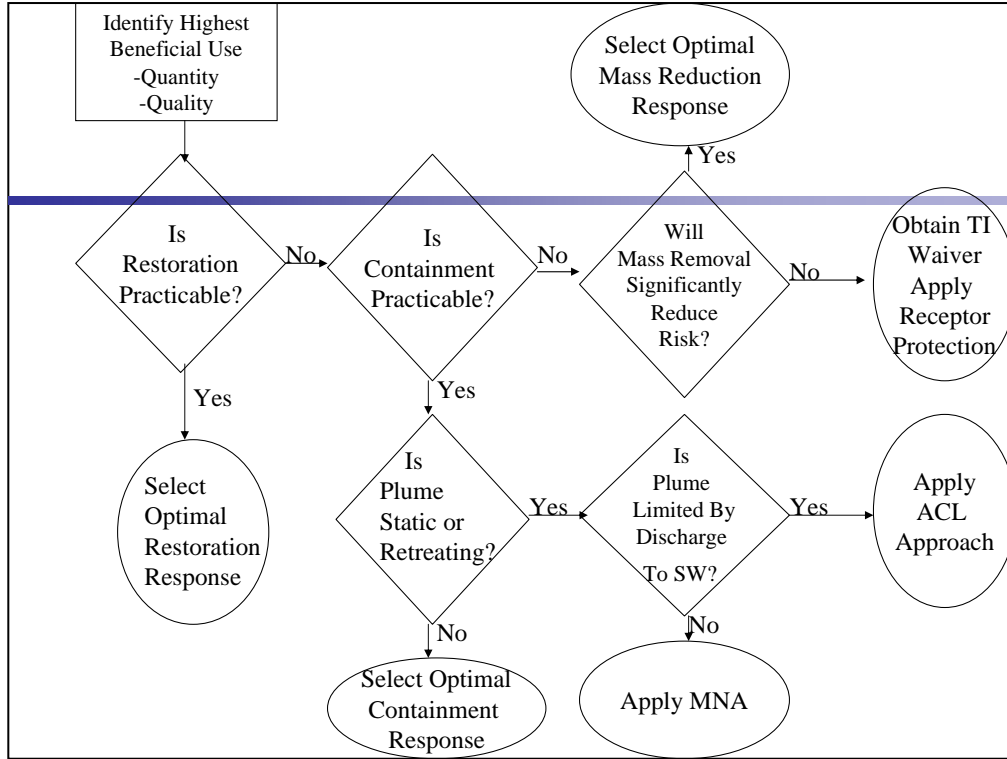 Identify Highest
Beneficial Use
-Quantity
-Quality
Select Optimal
Mass Reduction
Response
Yes
Is
Restoration
Practicable?
No
Is
Containment
Practicable?
No
Will
Mass Removal
Significantly
Reduce
Risk?
No
Obtain TI
Waiver
Apply
Receptor
Protection
Yes
Yes
Select
Optimal
Restoration
Response
Is
Plume
Static or
Retreating?
Yes
Is
Plume
Limited By
Discharge
To SW?
Yes
Apply
ACL
Approach
No
No
Select Optimal
Containment
Response
Apply MNA